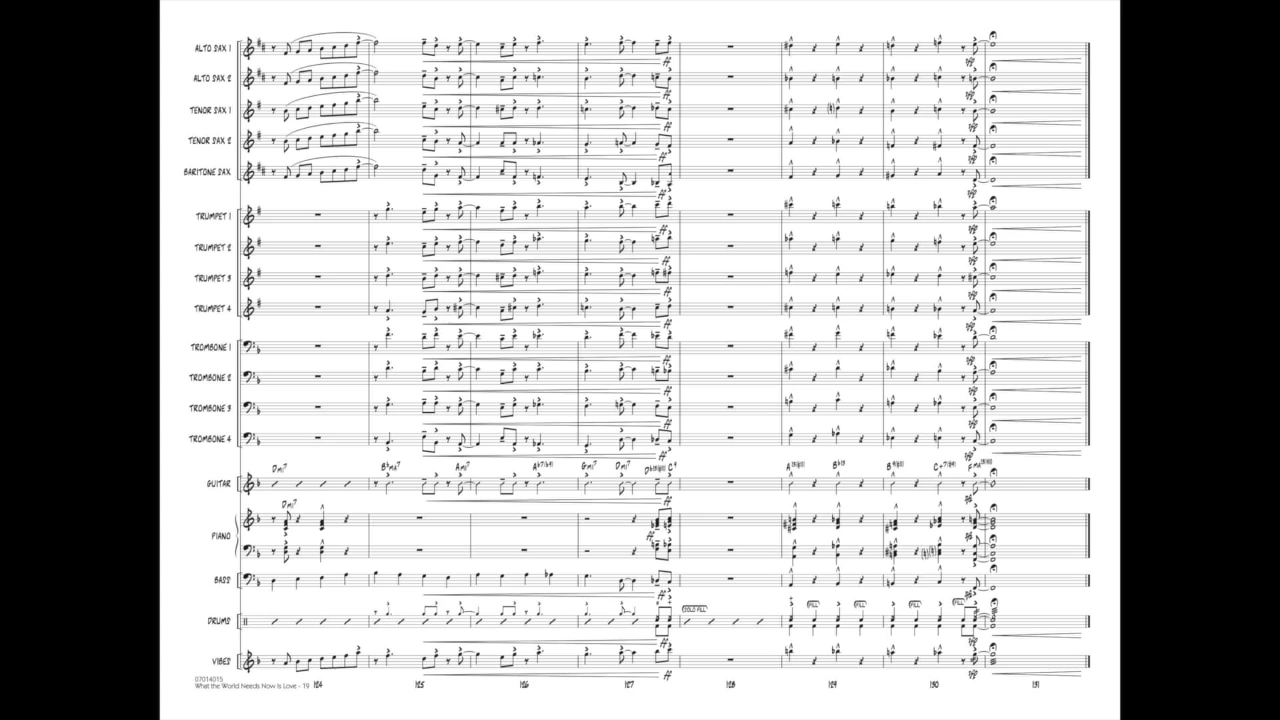 ALTO SAX 1
ALTO SAX 2
TENOR SAX 1
TENOR SAX 2
BARITONE SAX
TRUMPET 1
TRUMPET 2
TRUMPET 3
TRUMPET 4
TROMBONE 1
TROMBONE 2
TROMBONE 3
TROMBONE 4
DMI7 B♭MA7 AMI7 A♭7(♭9) GMI7 DMI7 C9
GUITAR
DMI7
PIANO
BASS
SOLO FILL FILL FILL FILL FILL
DRUMS
VIBES
07014015
What the World Needs Now Is Love - 19 124 125 126 127 128 129 130 131